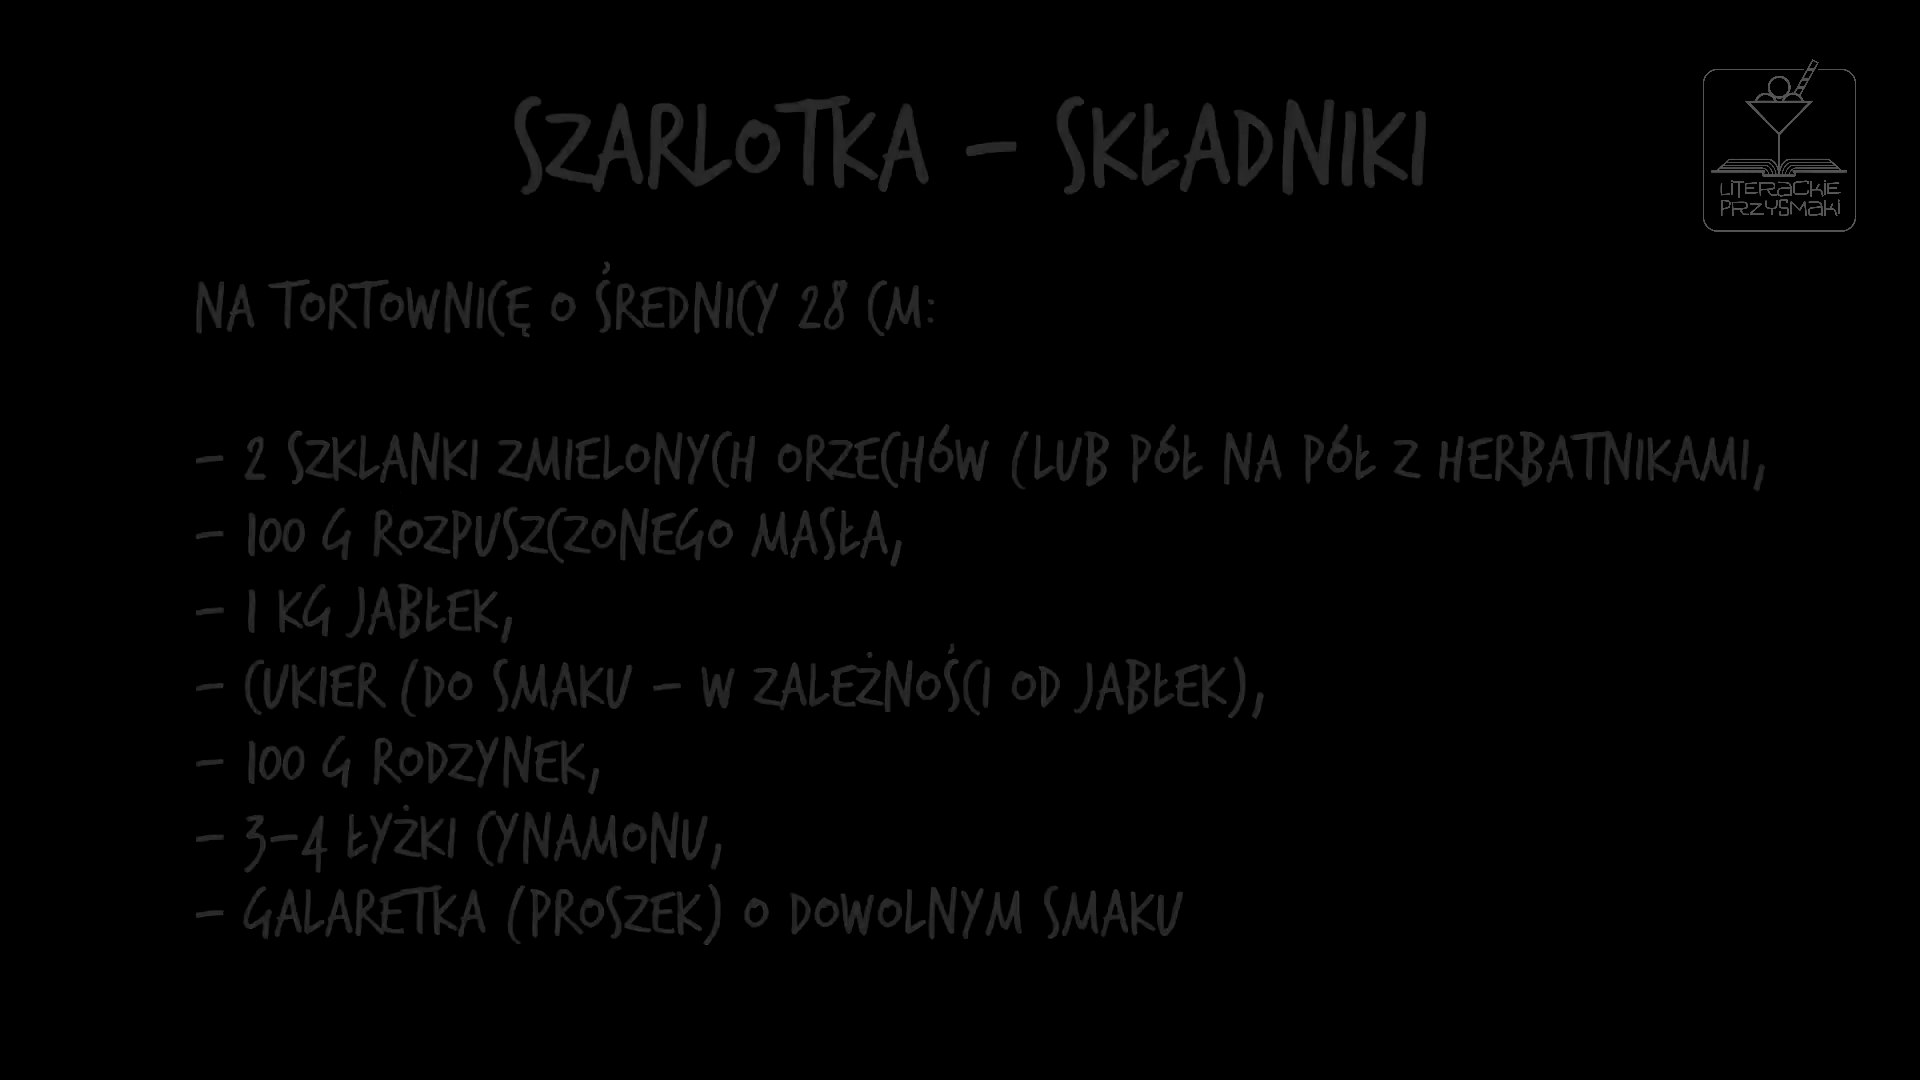 SZARLOTKA – SKŁADNIKI
LITERACKIE
PRZYSMAKI
NA TORTOWNICĘ O ŚREDNICY 28 CM:
– 2 SZKLANKI ZMIELONYCH ORZECHÓW (LUB PÓŁ NA PÓŁ Z HERBATNIKAMI,
– 100 G ROZPUSZCZONEGO MASŁA,
– 1 KG JABŁEK,
– CUKIER (DO SMAKU – W ZALEŻNOŚCI OD JABŁEK),
– 100 G RODZYNEK,
– 3–4 ŁYŻKI CYNAMONU,
– GALARETKA (PROSZEK) O DOWOLNYM SMAKU